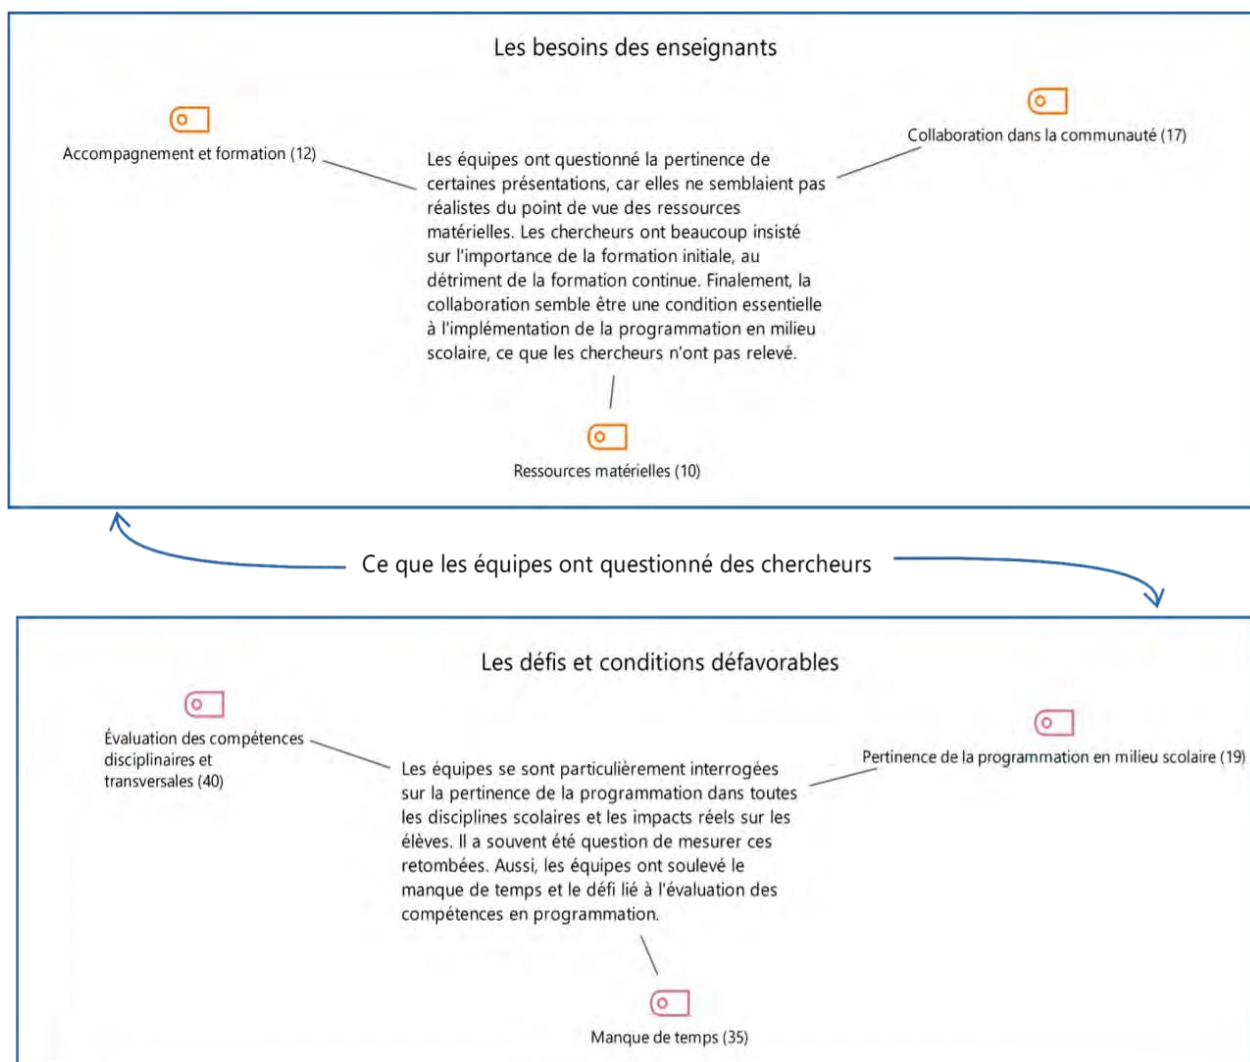 Les besoins des enseignants
Accompagnement et formation (12)
Collaboration dans la communauté (17)
Les équipes ont questionné la pertinence de
certaines présentations, car elles ne semblaient pas
réalistes du point de vue des ressources
matérielles. Les chercheurs ont beaucoup insisté
sur l'importance de la formation initiale, au
détriment de la formation continue. Finalement, la
collaboration semble être une condition essentielle
à l'implémentation de la programmation en milieu
scolaire, ce que les chercheurs n'ont pas relevé.
Ressources matérielles (10)
Ce que les équipes ont questionné des chercheurs
Les défis et conditions défavorables
Évaluation des compétences
disciplinaires et
transversales (40)
Pertinence de la programmation en milieu scolaire (19)
Les équipes se sont particulièrement interrogées
sur la pertinence de la programmation dans toutes
les disciplines scolaires et les impacts réels sur les
élèves. Il a souvent été question de mesurer ces
retombées. Aussi, les équipes ont soulevé le
manque de temps et le défi lié à l'évaluation des
compétences en programmation.
Manque de temps (35)